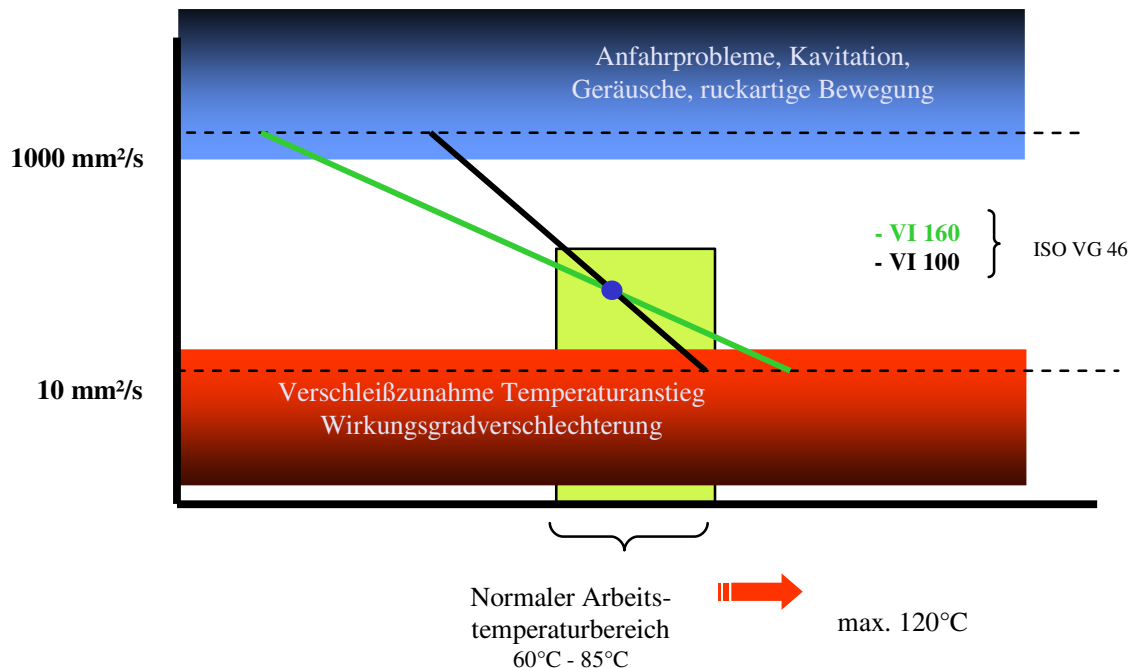 Anfahrprobleme, Kavitation,
Geräusche, ruckartige Bewegung
1000 mm²/s
- VI 160
- VI 100
ISO VG 46
10 mm²/s
Verschleißzunahme Temperaturanstieg
Wirkungsgradverschlechterung
Normaler Arbeits-
temperaturbereich
60°C - 85°C
max. 120°C